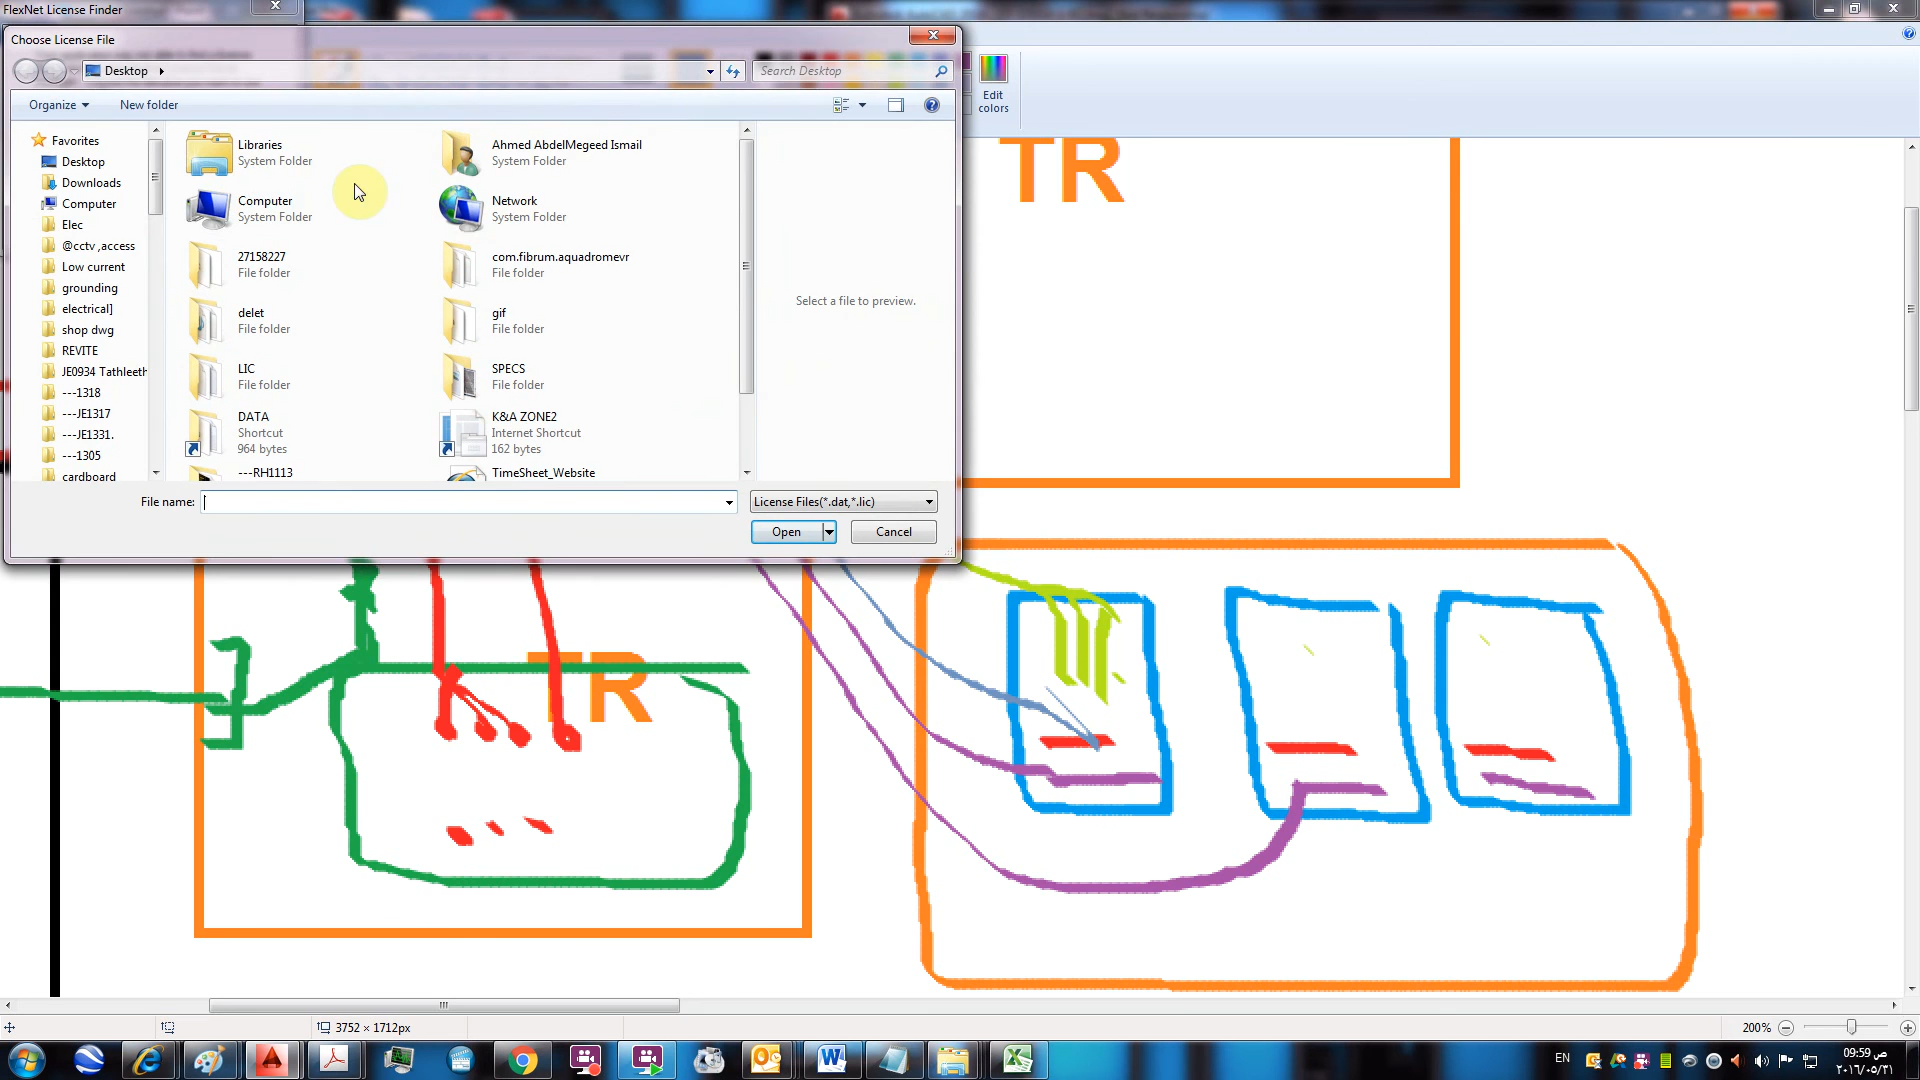 FlexNet License Finder
Choose License File
Desktop
Search Desktop
Organize
New folder
Edit
colors
Favorites
Desktop
Downloads
Computer
Elec
@cctv ,access
Low current
grounding
electrical]
shop dwg
REVITE
JE0934 Tathleeth
---1318
---JE1317
---JE1331.
---1305
cardboard
Libraries
System Folder
Ahmed AbdelMegeed Ismail
System Folder
Computer
System Folder
Network
System Folder
27158227
File folder
com.fibrum.aquadromevr
File folder
delet
File folder
gif
File folder
LIC
File folder
SPECS
File folder
DATA
Shortcut
964 bytes
K&A ZONE2
Internet Shortcut
162 bytes
---RH1113
TimeSheet_Website
Select a file to preview.
File name:
License Files(*.dat,*.lic)
Open
Cancel
TR
TR
3752 × 1712px
200%
EN
09:59 ص
٢٠١٦/٠٥/٣١